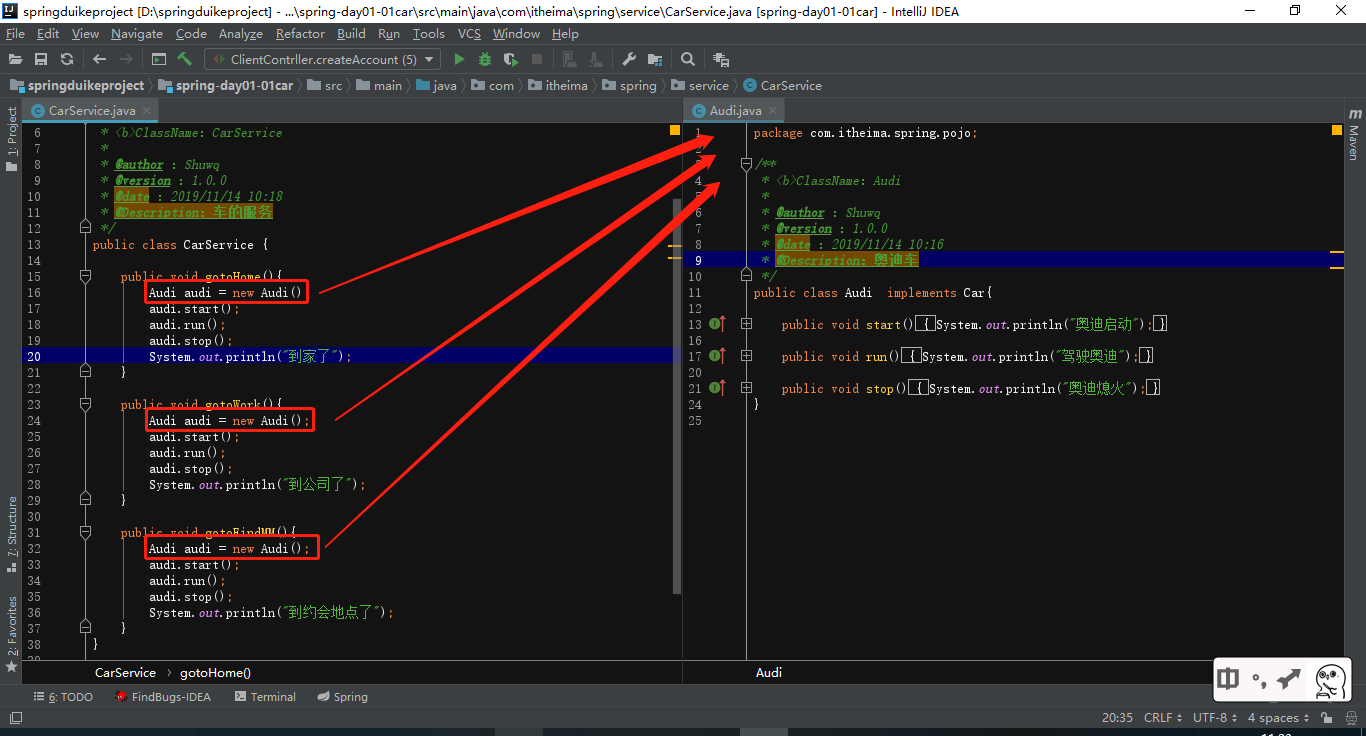 springduikeproject [D:\springduikeproject] - ...\spring-day01-01car\src\main\java\com\itheima\spring\service\CarService.java [spring-day01-01car] - IntelliJ IDEA
File Edit View Navigate Code Analyze Refactor Build Run Tools VCS Window Help
ClientContrller.createAccount (5)
springduikeproject spring-day01-01car src main java com itheima spring service CarService
CarService.java
6 * <b>ClassName: CarService
7 *
8 * @author : Shuwq
9 * @version : 1.0.0
10 * @date : 2019/11/14 10:18
11 * @Description: 车的服务
12 */
13 public class CarService {
14
15 public void gotoHome(){
16 Audi audi = new Audi()
17 audi.start();
18 audi.run();
19 audi.stop();
20 System.out.println("到家了");
21 }
22
23 public void gotoWork(){
24 Audi audi = new Audi();
25 audi.start();
26 audi.run();
27 audi.stop();
28 System.out.println("到公司了");
29 }
30
31 public void gotoFindMM(){
32 Audi audi = new Audi();
33 audi.start();
34 audi.run();
35 audi.stop();
36 System.out.println("到约会地点了");
37 }
38 }
39
CarService › gotoHome()
Audi.java
1 package com.itheima.spring.pojo;
2
3 /**
4 * <b>ClassName: Audi
5 *
6 * @author : Shuwq
7 * @version : 1.0.0
8 * @date : 2019/11/14 10:16
9 * @Description: 奥迪车
10 */
11 public class Audi implements Car{
12
13 public void start(){System.out.println("奥迪启动");}
16
17 public void run(){System.out.println("驾驶奥迪");}
20
21 public void stop(){System.out.println("奥迪熄火");}
24 }
25
Audi
1: Project
7: Structure
2: Favorites
m
Maven
中 °,
6: TODO FindBugs-IDEA Terminal Spring
20:35 CRLF UTF-8 4 spaces